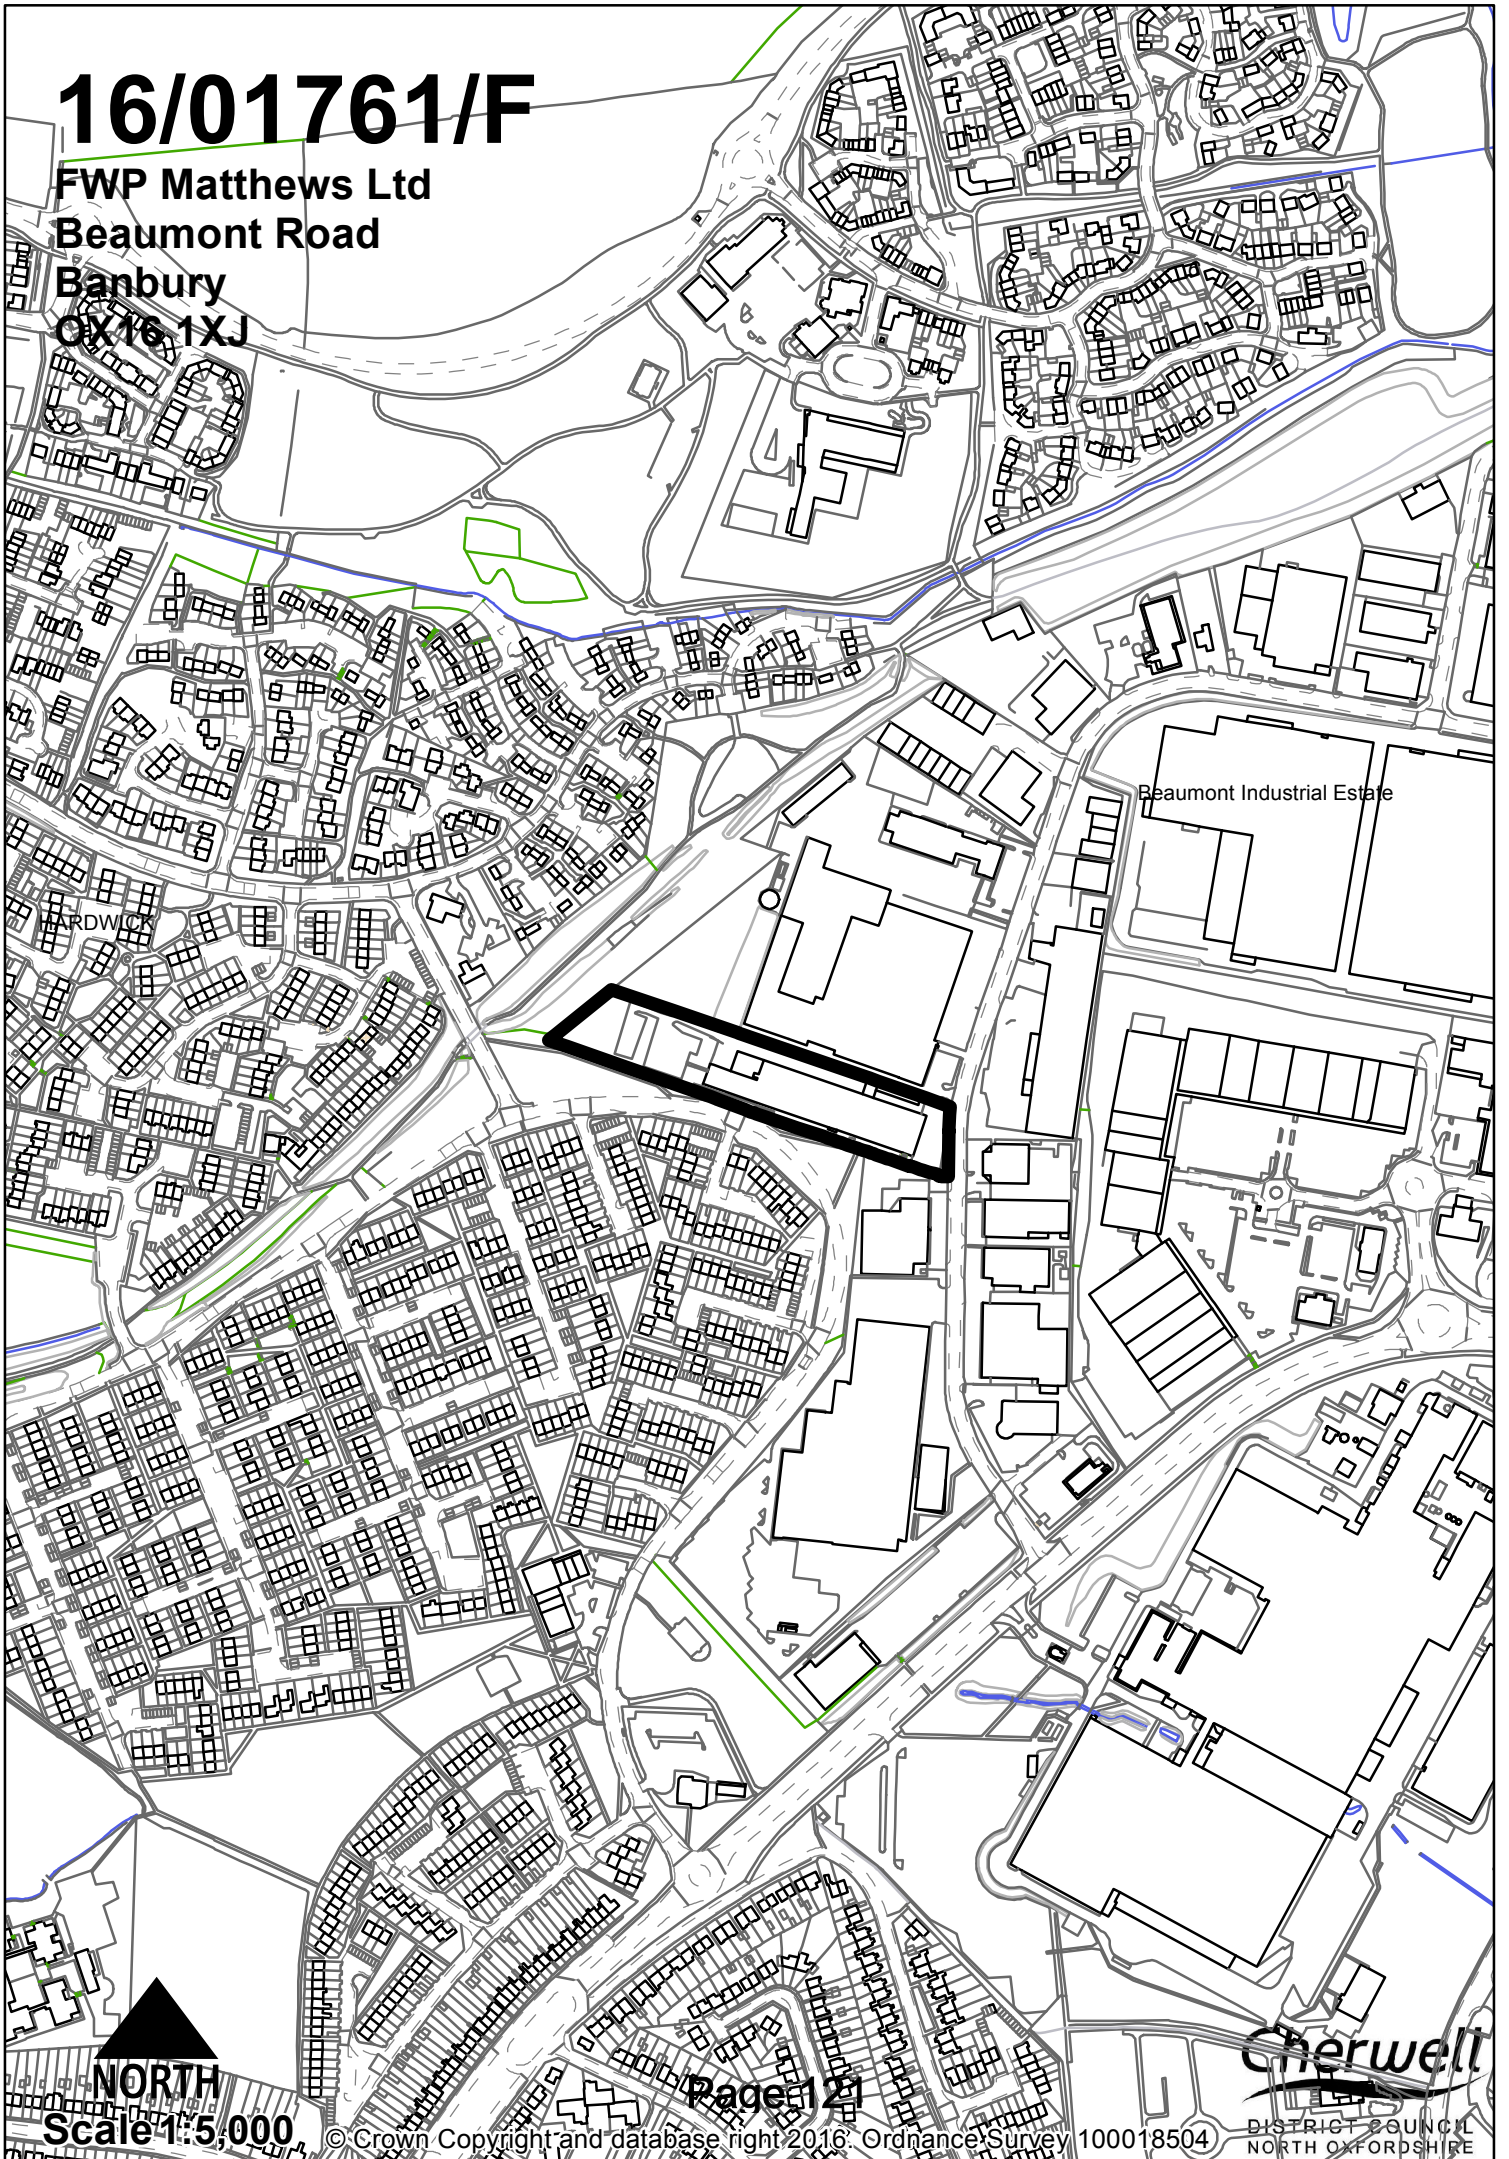 16/01761/F
FWP Matthews Ltd
Beaumont Road
Banbury
OX16 1XJ
Beaumont Industrial Estate
HARDWICK
NORTH
Scale 1:5,000
Page 121
© Crown Copyright and database right 2016. Ordnance Survey 100018504
Cherwell
DISTRICT COUNCIL
NORTH OXFORDSHIRE